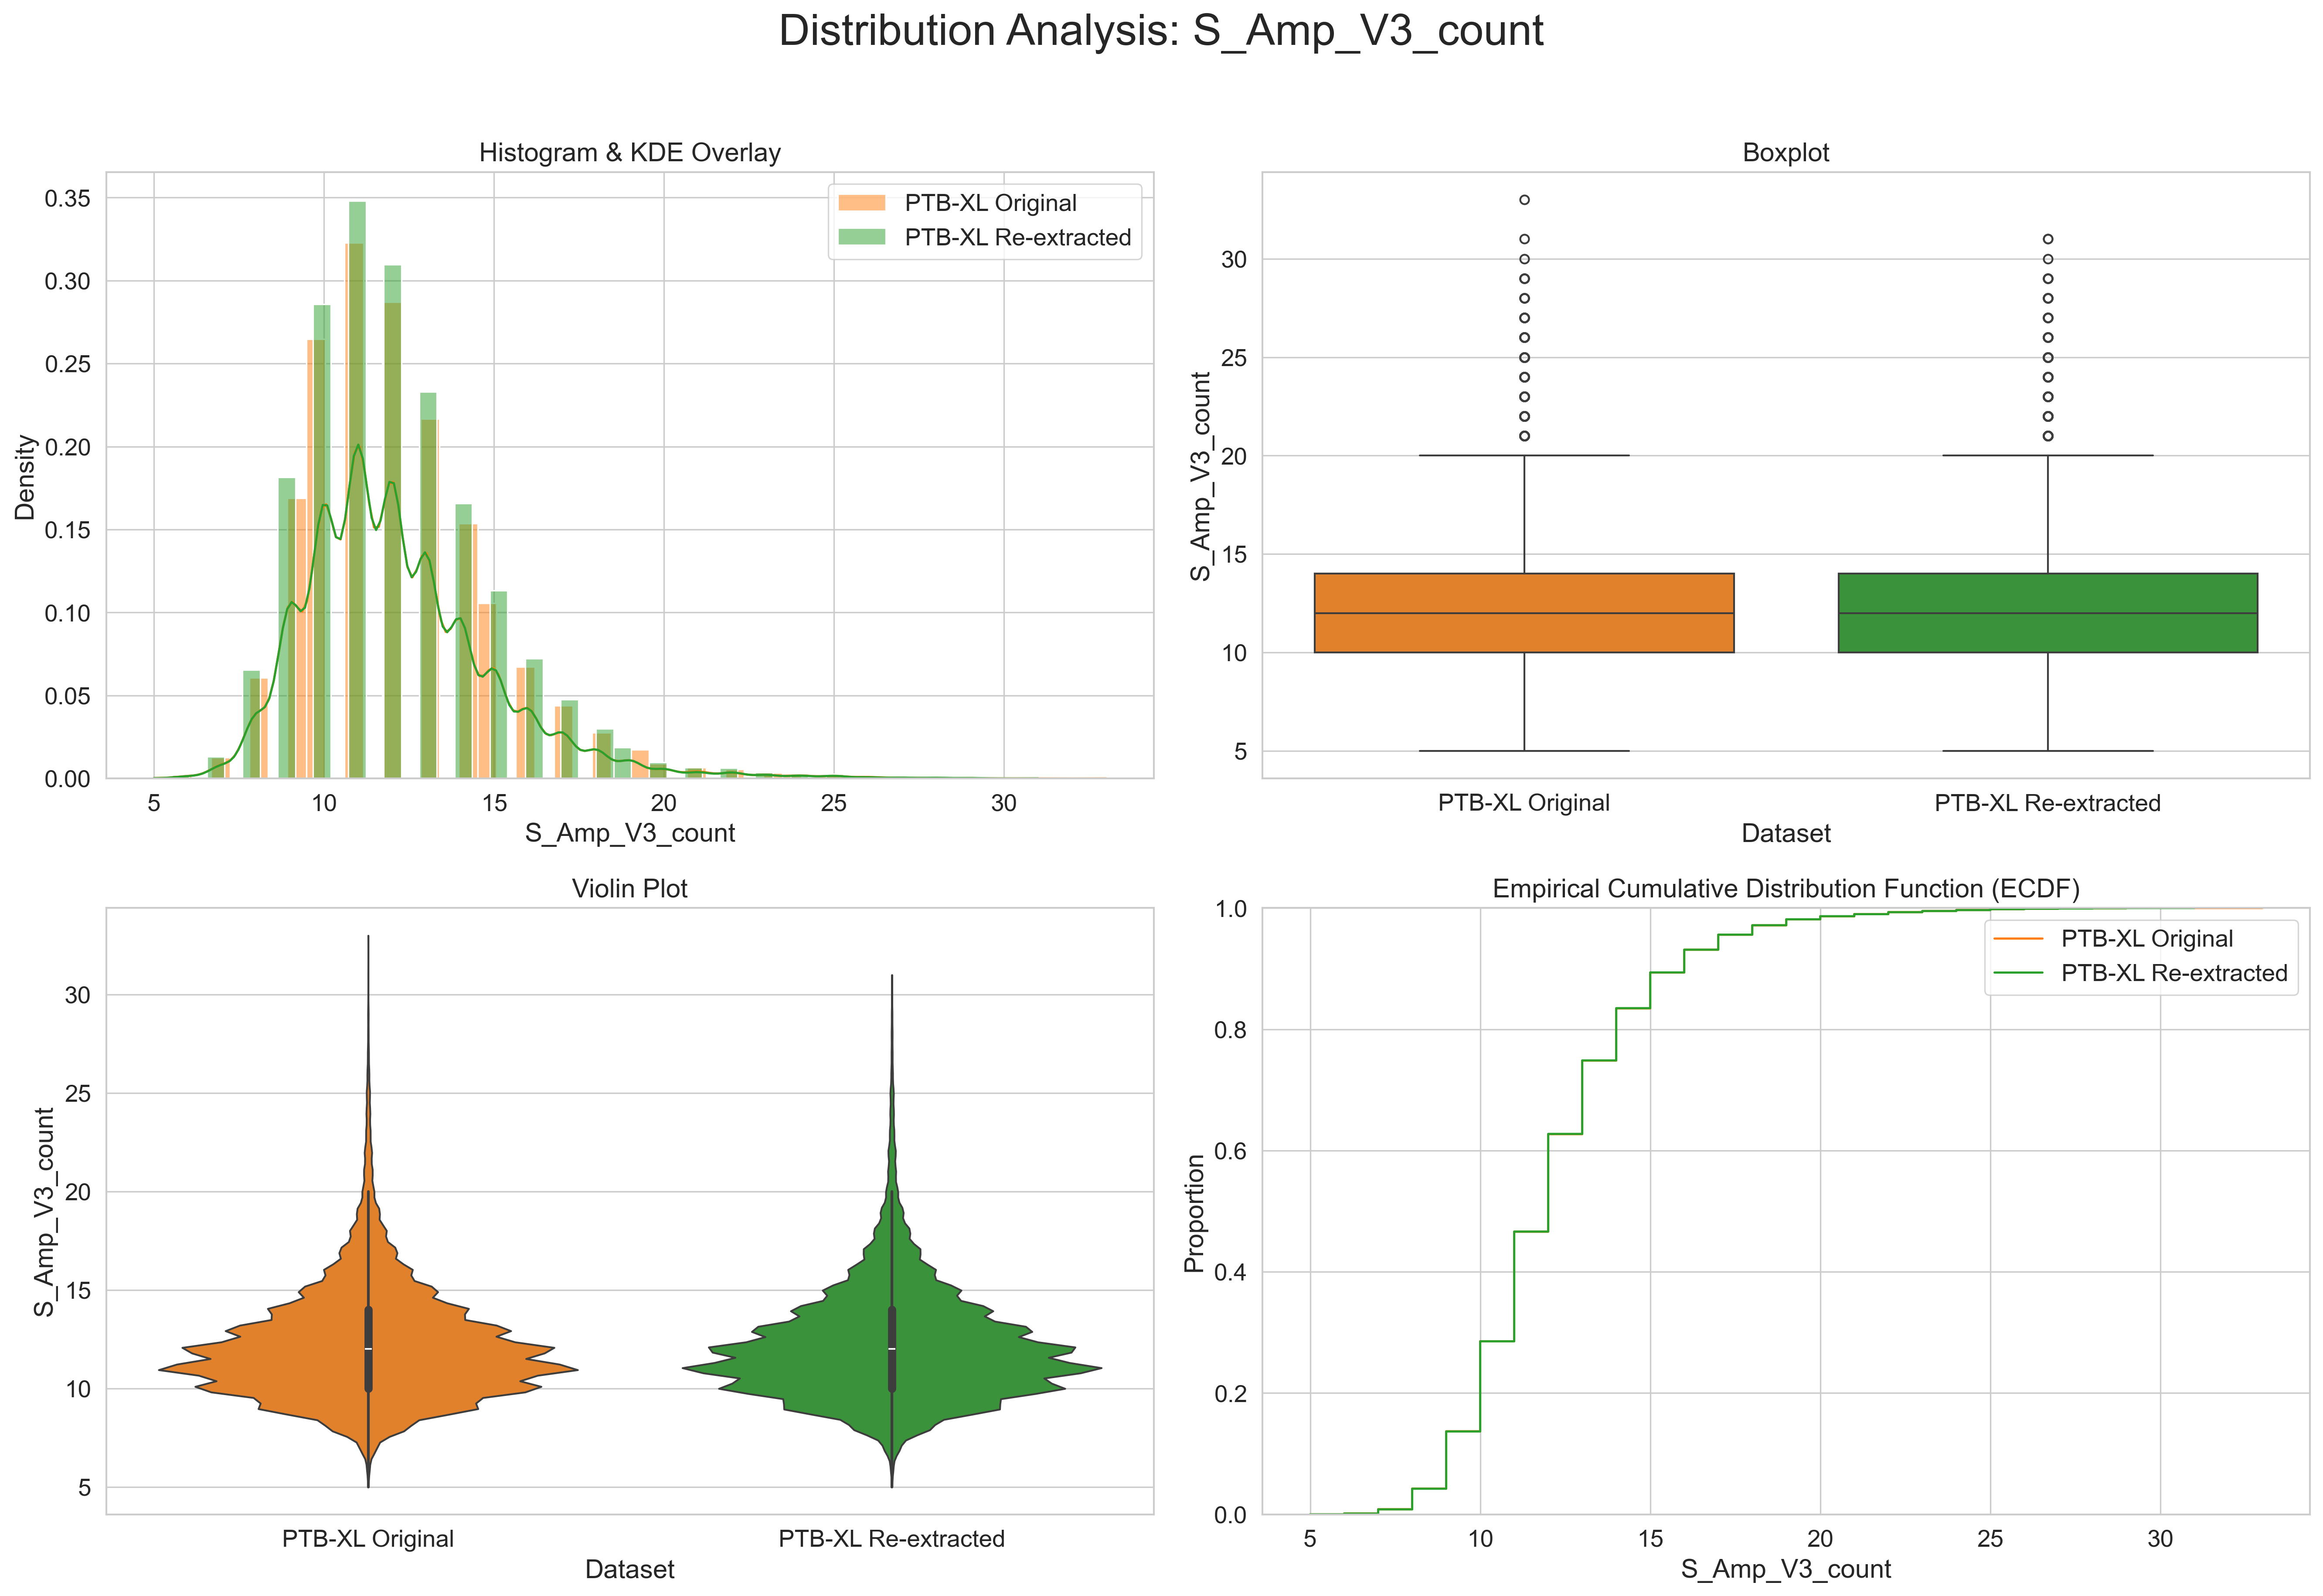 Distribution Analysis: S_Amp_V3_count
Histogram & KDE Overlay
0.35
0.30
0.25
0.20
0.15
0.10
0.05
0.00
Density
5
10
15
20
25
30
S_Amp_V3_count
PTB-XL Original
PTB-XL Re-extracted
Boxplot
30
25
20
15
10
5
S_Amp_V3_count
PTB-XL Original
PTB-XL Re-extracted
Dataset
Violin Plot
30
25
20
15
10
5
S_Amp_V3_count
PTB-XL Original
PTB-XL Re-extracted
Dataset
Empirical Cumulative Distribution Function (ECDF)
1.0
0.8
0.6
0.4
0.2
0.0
Proportion
PTB-XL Original
PTB-XL Re-extracted
5
10
15
20
25
30
S_Amp_V3_count